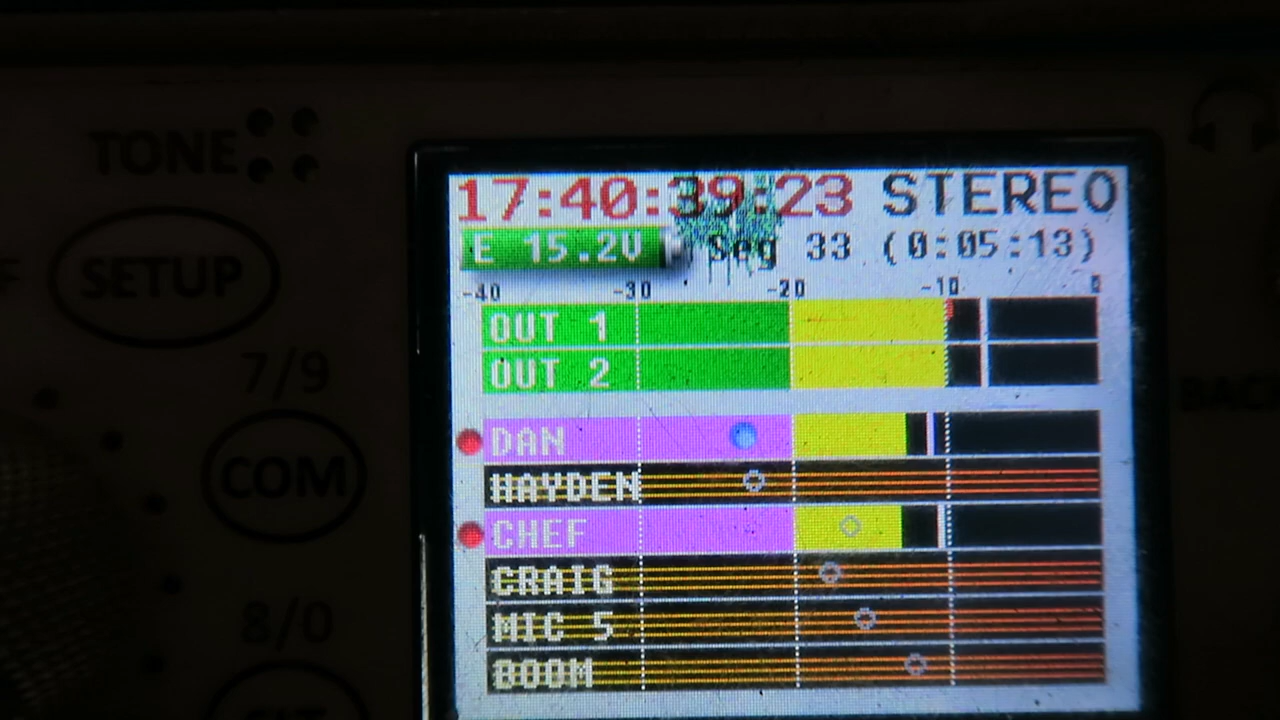 TONE
17:40:39:23 STEREO
E 15.2V Seg 33 (0:05:13)
SETUP
-40 -30 -20 -10 0
OUT 1
OUT 2
7/9
COM
DAN
HAYDEN
CHEF
CRAIG
8/0
MIC 5
BOOM